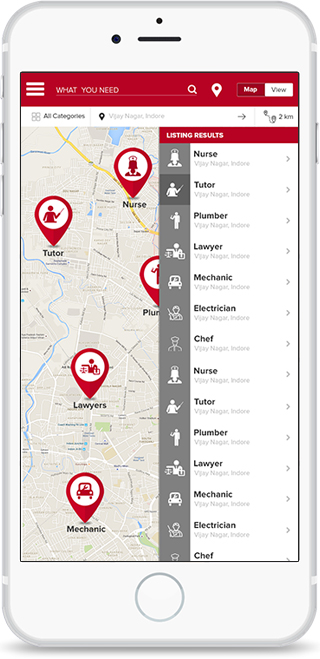 WHAT YOU NEED
Map
View
All Categories
Vijay Nagar, Indore
2 km
LISTING RESULTS
Nurse
Vijay Nagar, Indore
Tutor
Vijay Nagar, Indore
Plumber
Vijay Nagar, Indore
Lawyer
Vijay Nagar, Indore
Mechanic
Vijay Nagar, Indore
Electrician
Vijay Nagar, Indore
Chef
Vijay Nagar, Indore
Nurse
Vijay Nagar, Indore
Tutor
Vijay Nagar, Indore
Plumber
Vijay Nagar, Indore
Lawyer
Vijay Nagar, Indore
Mechanic
Vijay Nagar, Indore
Electrician
Vijay Nagar, Indore
Chef
Nurse
Tutor
Plum
Lawyers
Mechanic